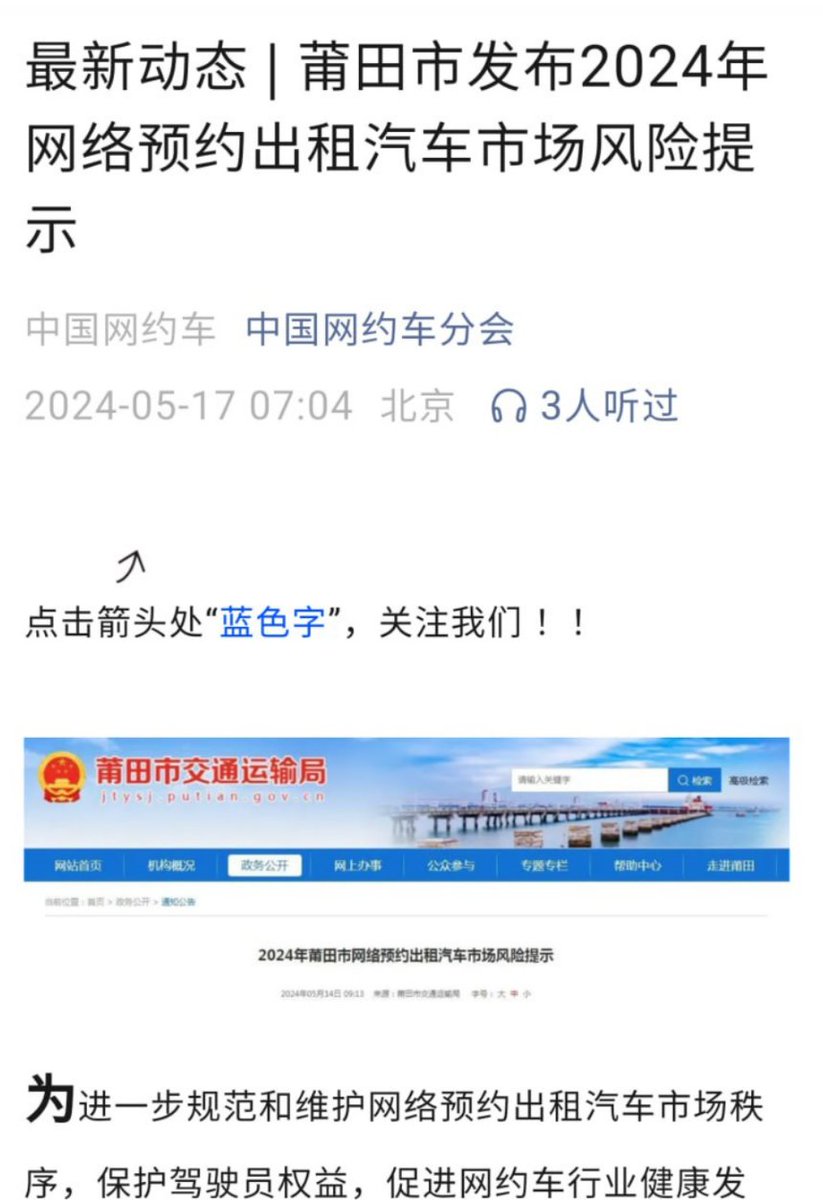 最新动态 | 莆田市发布2024年
网络预约出租汽车市场风险提
示
中国网约车 中国网约车分会
2024-05-17 07:04 北京 3人听过
点击箭头处“蓝色字”，关注我们！！
莆田市交通运输局
jtysj.putian.gov.cn
请输入关键字 检索 高级检索
网站首页 机构概况 政务公开 网上办事 公众参与 专题专栏 帮助中心 走进莆田
当前位置：首页 > 政务公开 > 通知公告
2024年莆田市网络预约出租汽车市场风险提示
2024年05月14日 09:13 来源：莆田市交通运输局 字号：大 中 小
为进一步规范和维护网络预约出租汽车市场秩
序，保护驾驶员权益，促进网约车行业健康发